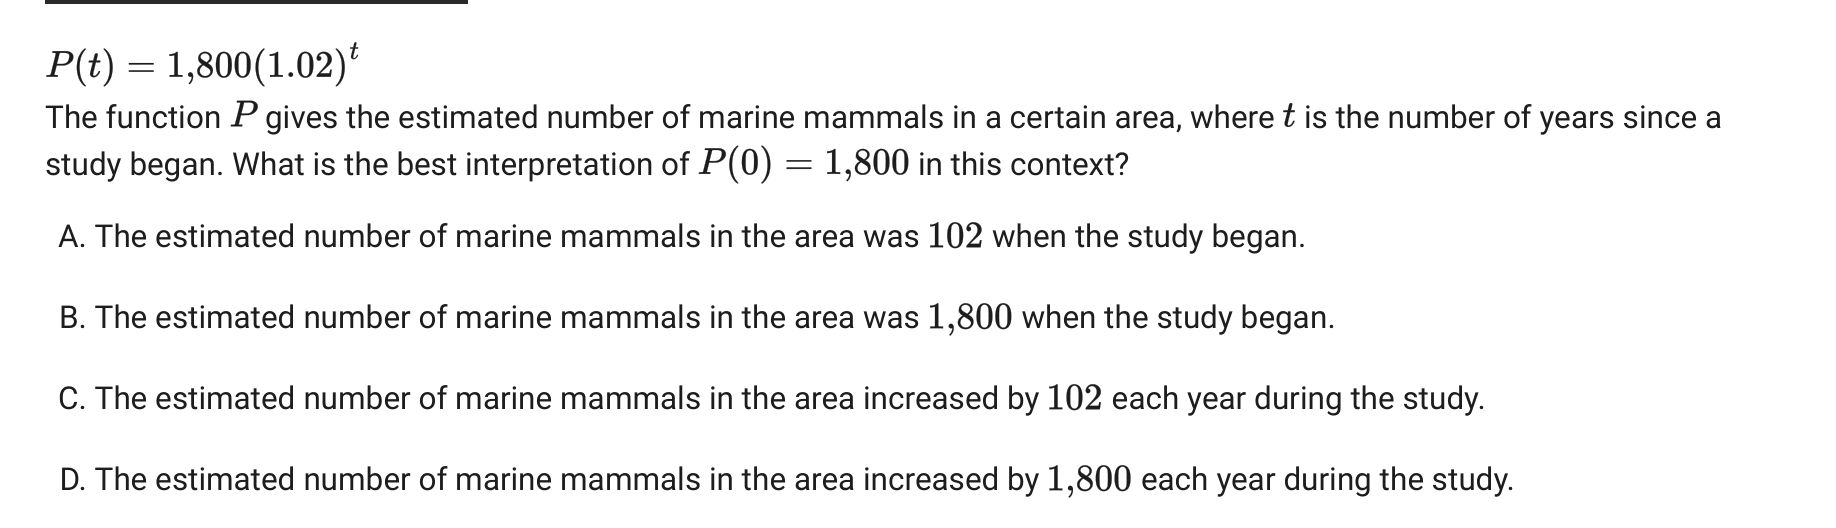 P(t) = 1,800(1.02)^t
The function P gives the estimated number of marine mammals in a certain area, where t is the number of years since a
study began. What is the best interpretation of P(0) = 1,800 in this context?
A. The estimated number of marine mammals in the area was 102 when the study began.
B. The estimated number of marine mammals in the area was 1,800 when the study began.
C. The estimated number of marine mammals in the area increased by 102 each year during the study.
D. The estimated number of marine mammals in the area increased by 1,800 each year during the study.